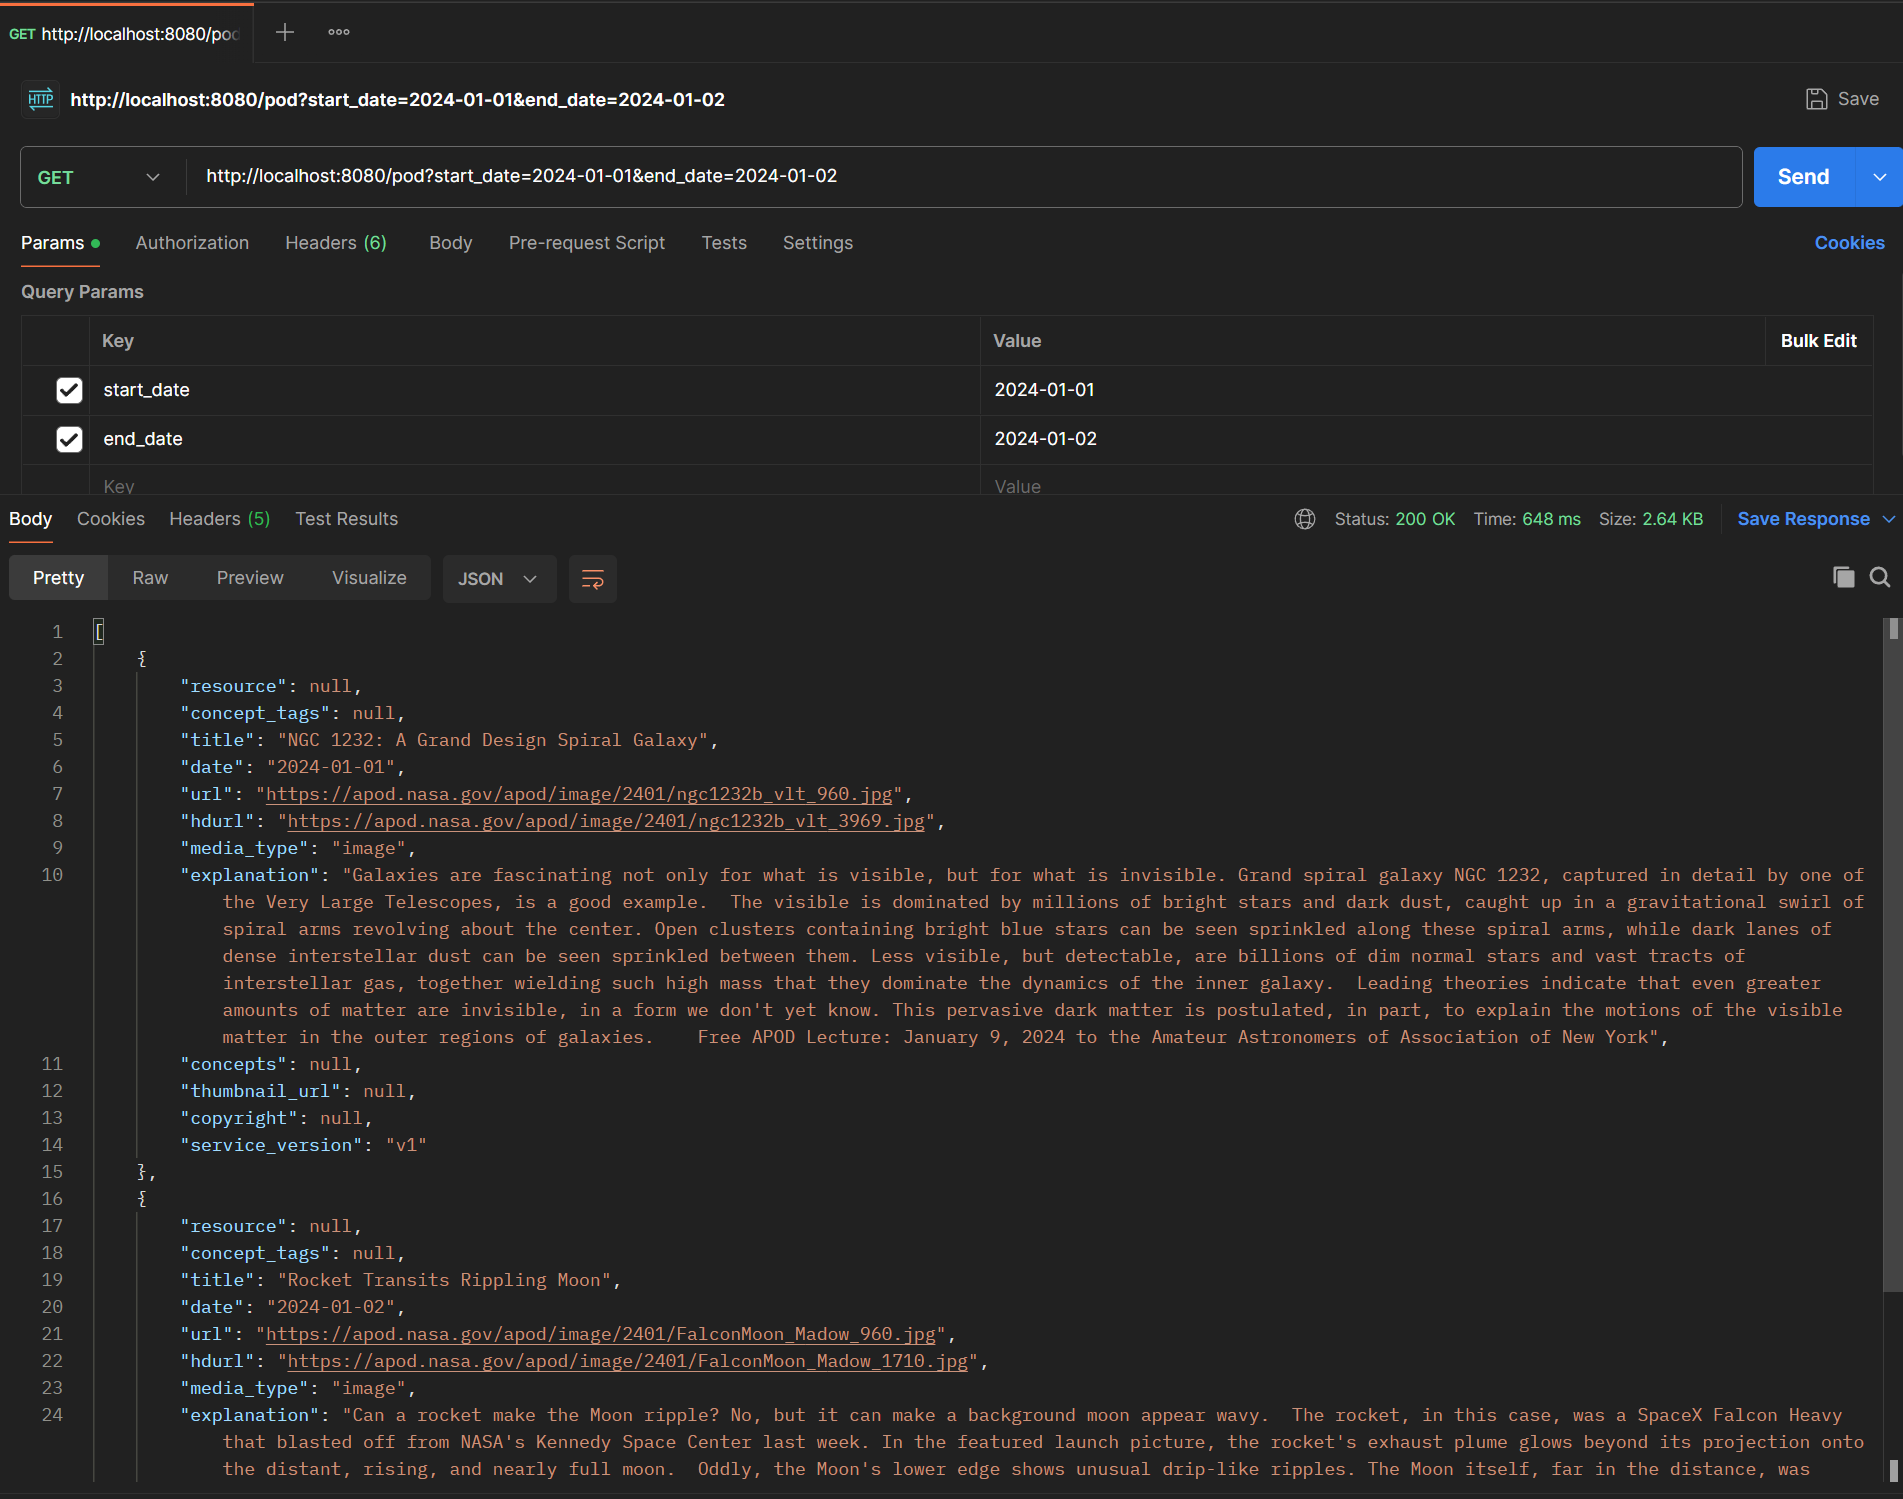 GET http://localhost:8080/pod
HTTP http://localhost:8080/pod?start_date=2024-01-01&end_date=2024-01-02
Save
GET http://localhost:8080/pod?start_date=2024-01-01&end_date=2024-01-02
Send
Params Authorization Headers (6) Body Pre-request Script Tests Settings
Cookies
Query Params
Key Value Bulk Edit
start_date 2024-01-01
end_date 2024-01-02
Key Value
Body Cookies Headers (5) Test Results Status: 200 OK Time: 648 ms Size: 2.64 KB Save Response
Pretty Raw Preview Visualize JSON
1 [
2 {
3 "resource": null,
4 "concept_tags": null,
5 "title": "NGC 1232: A Grand Design Spiral Galaxy",
6 "date": "2024-01-01",
7 "url": "https://apod.nasa.gov/apod/image/2401/ngc1232b_vlt_960.jpg",
8 "hdurl": "https://apod.nasa.gov/apod/image/2401/ngc1232b_vlt_3969.jpg",
9 "media_type": "image",
10 "explanation": "Galaxies are fascinating not only for what is visible, but for what is invisible. Grand spiral galaxy NGC 1232, captured in detail by one of
the Very Large Telescopes, is a good example.  The visible is dominated by millions of bright stars and dark dust, caught up in a gravitational swirl of
spiral arms revolving about the center. Open clusters containing bright blue stars can be seen sprinkled along these spiral arms, while dark lanes of
dense interstellar dust can be seen sprinkled between them. Less visible, but detectable, are billions of dim normal stars and vast tracts of
interstellar gas, together wielding such high mass that they dominate the dynamics of the inner galaxy.  Leading theories indicate that even greater
amounts of matter are invisible, in a form we don't yet know. This pervasive dark matter is postulated, in part, to explain the motions of the visible
matter in the outer regions of galaxies.    Free APOD Lecture: January 9, 2024 to the Amateur Astronomers of Association of New York",
11 "concepts": null,
12 "thumbnail_url": null,
13 "copyright": null,
14 "service_version": "v1"
15 },
16 {
17 "resource": null,
18 "concept_tags": null,
19 "title": "Rocket Transits Rippling Moon",
20 "date": "2024-01-02",
21 "url": "https://apod.nasa.gov/apod/image/2401/FalconMoon_Madow_960.jpg",
22 "hdurl": "https://apod.nasa.gov/apod/image/2401/FalconMoon_Madow_1710.jpg",
23 "media_type": "image",
24 "explanation": "Can a rocket make the Moon ripple? No, but it can make a background moon appear wavy.  The rocket, in this case, was a SpaceX Falcon Heavy
that blasted off from NASA's Kennedy Space Center last week. In the featured launch picture, the rocket's exhaust plume glows beyond its projection onto
the distant, rising, and nearly full moon.  Oddly, the Moon's lower edge shows unusual drip-like ripples. The Moon itself, far in the distance, was